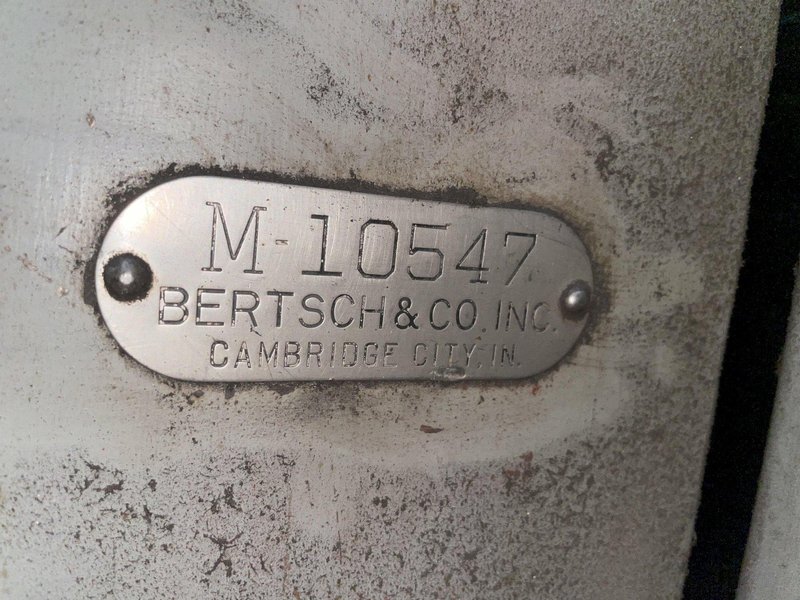 M-10547
BERTSCH & CO. INC.
CAMBRIDGE CITY, IN.